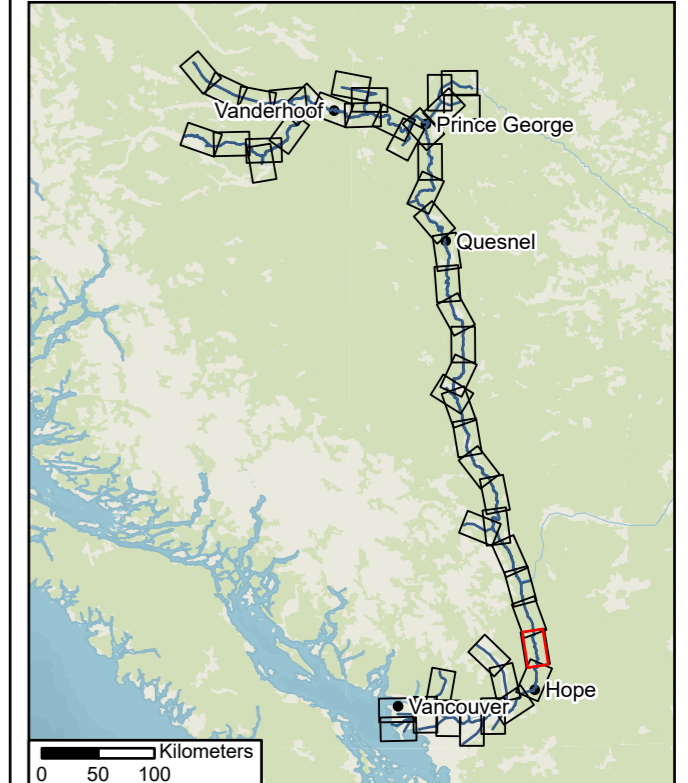 Vanderhoof
Prince George
Quesnel
Hope
Vancouver
Kilometers
0 50 100